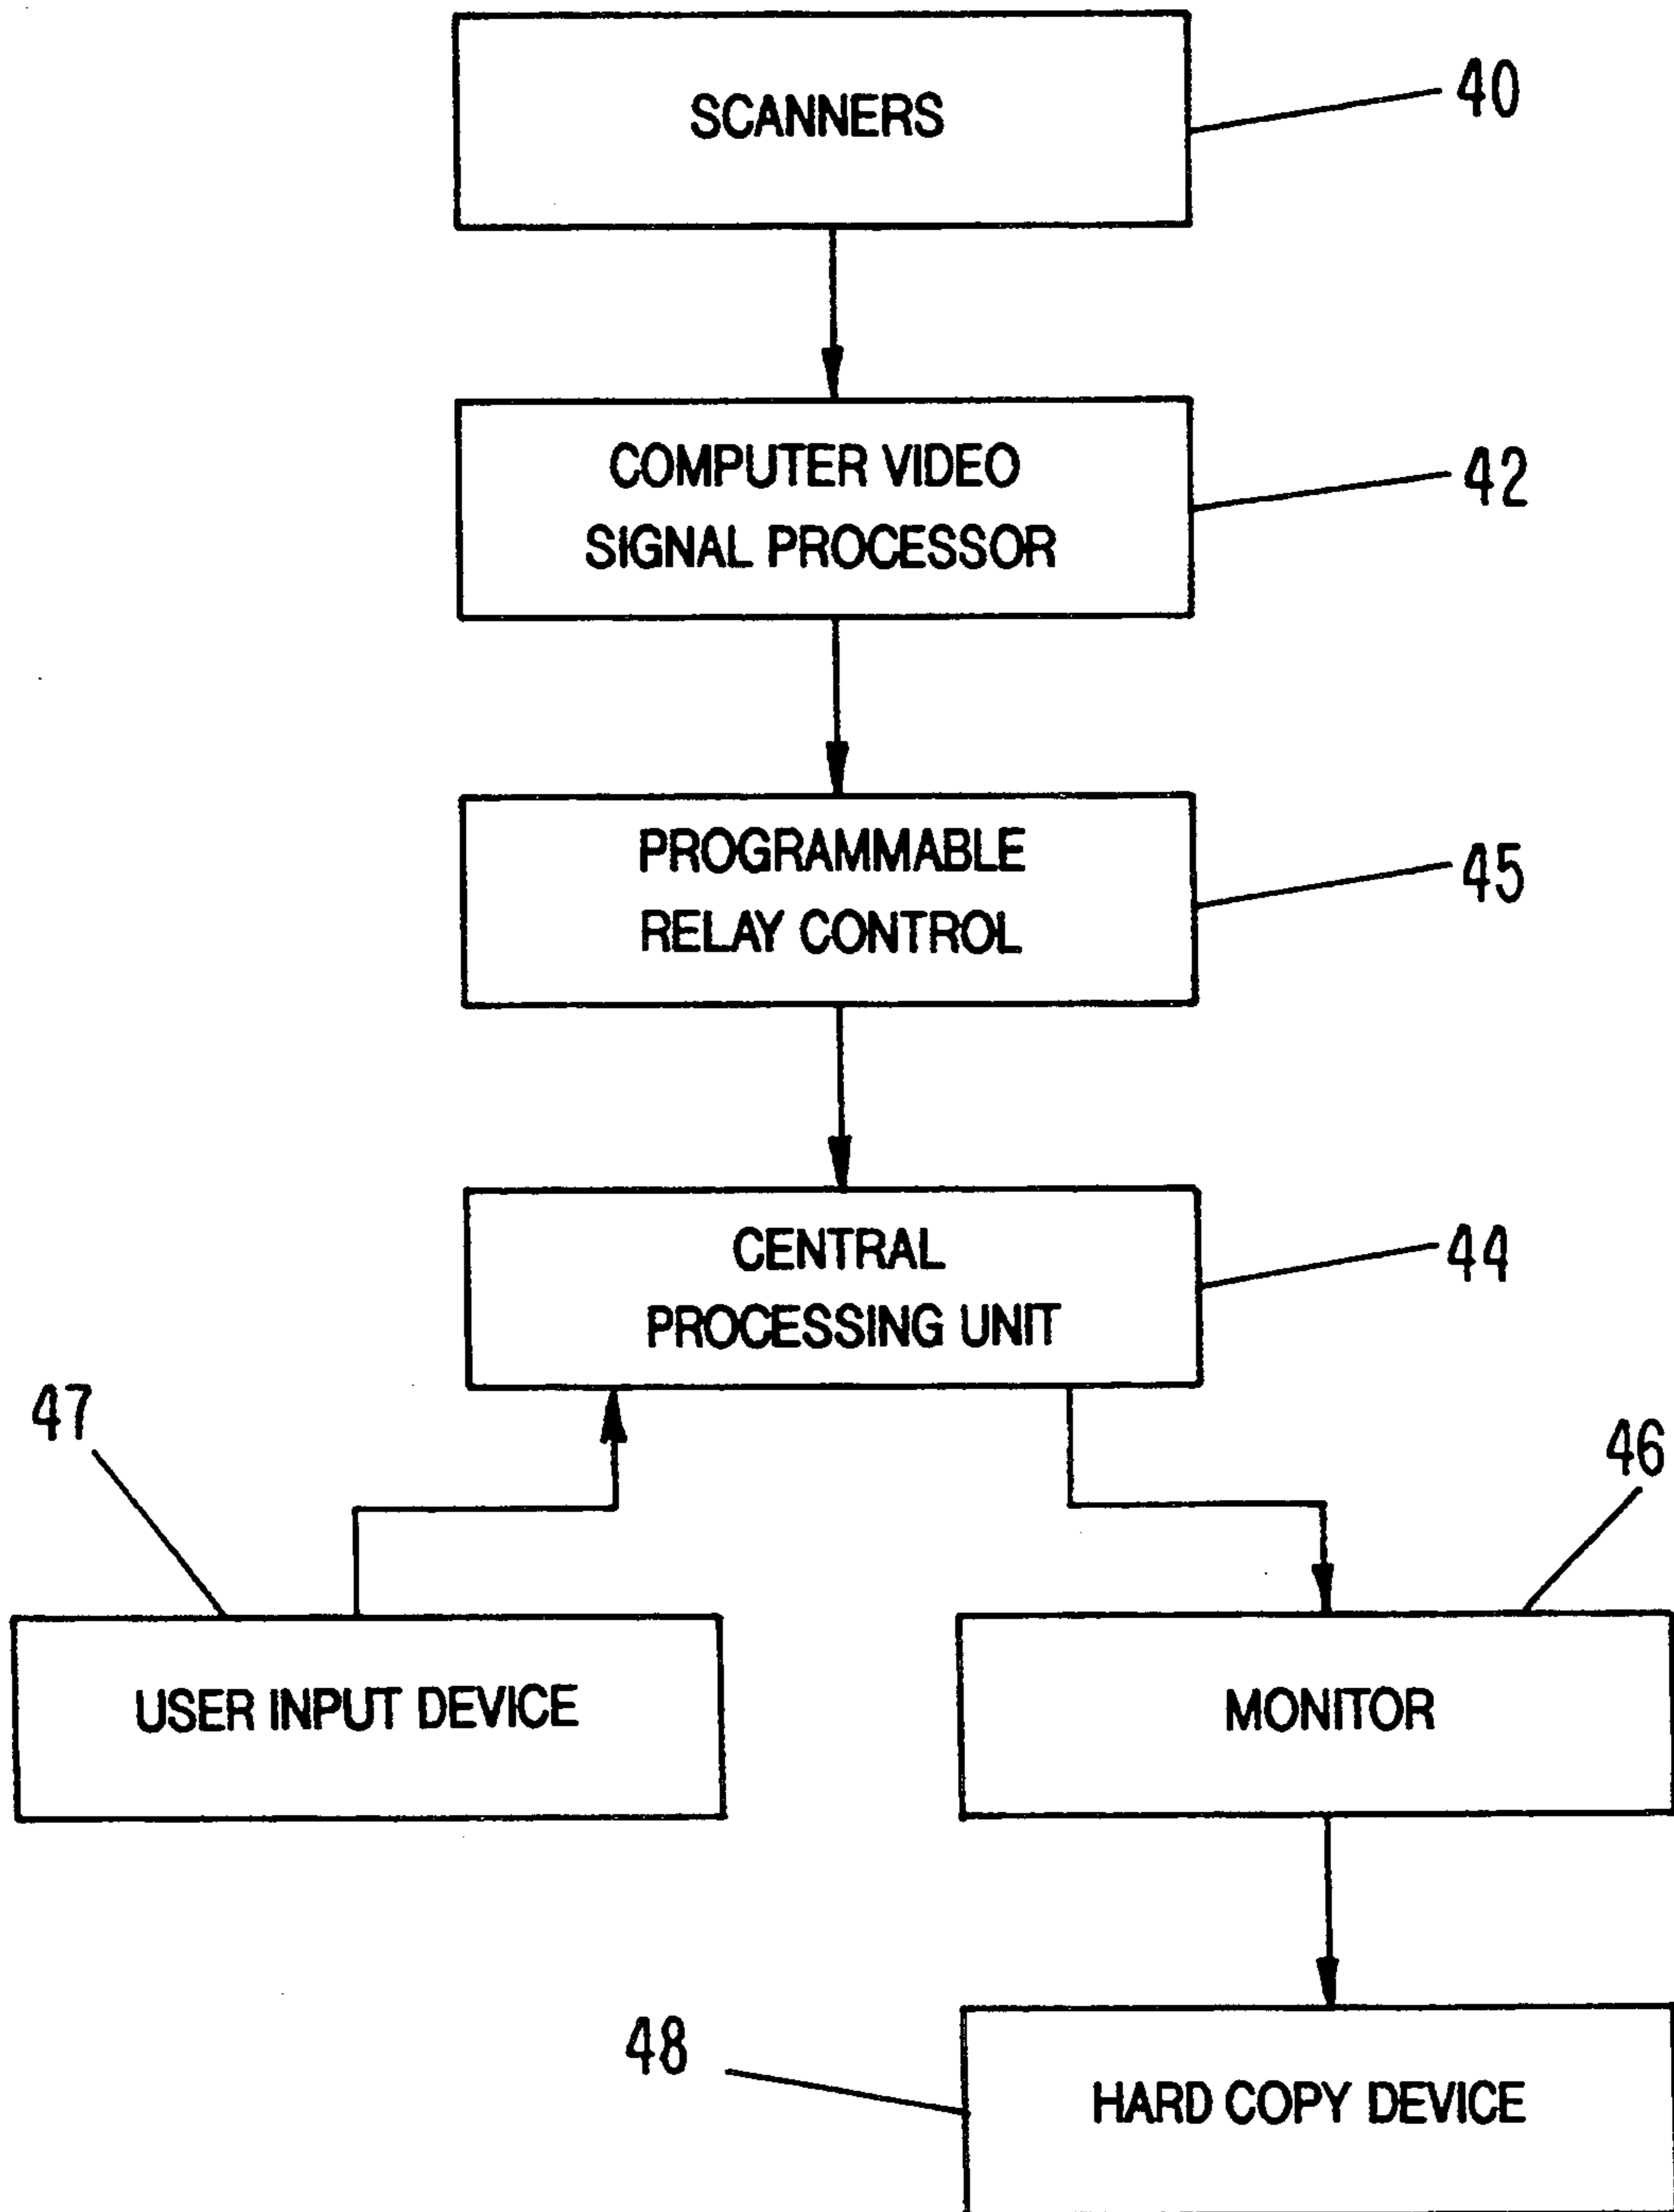 SCANNERS
40
COMPUTER VIDEO
SIGNAL PROCESSOR
42
PROGRAMMABLE
RELAY CONTROL
45
CENTRAL
PROCESSING UNIT
44
47
46
USER INPUT DEVICE
MONITOR
48
HARD COPY DEVICE